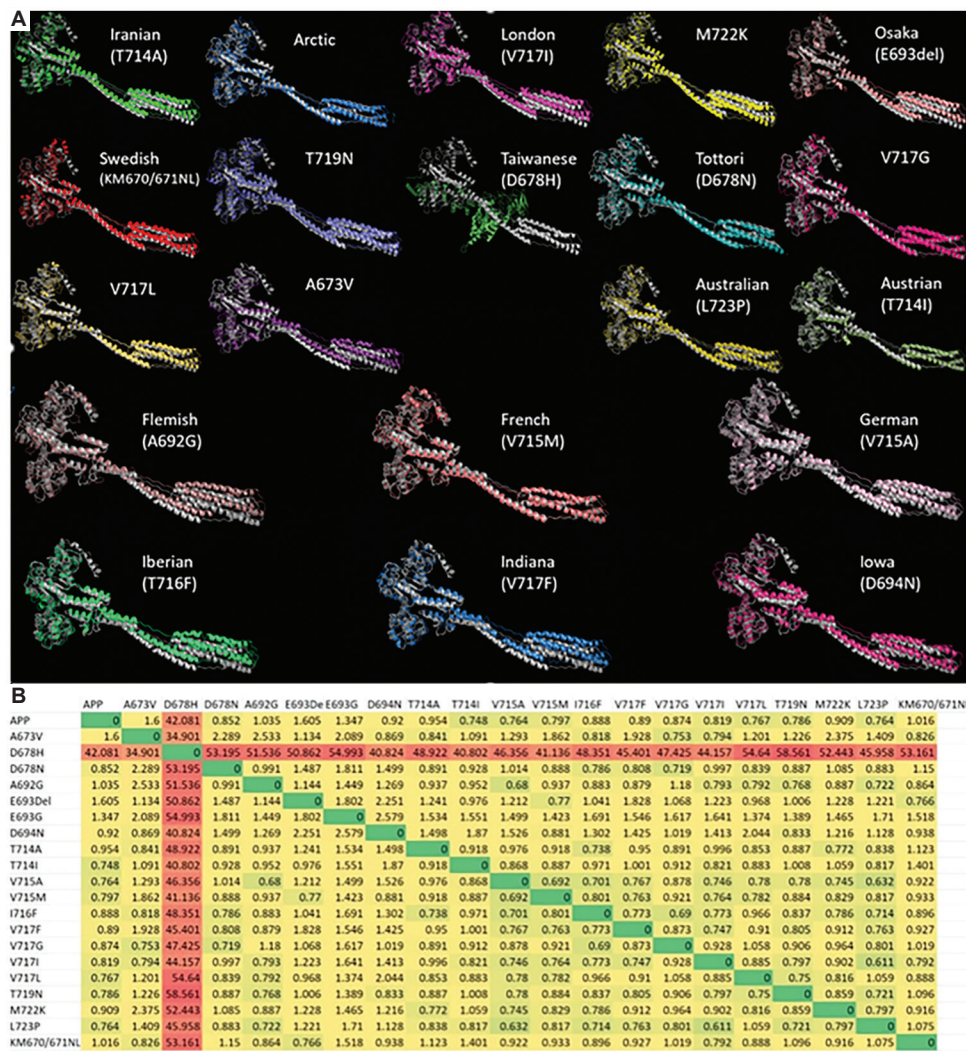 A
Iranian
(T714A)
Arctic
London
(V717I)
M722K
Osaka
(E693del)
Swedish
(KM670/671NL)
T719N
Taiwanese
(D678H)
Tottori
(D678N)
V717G
V717L
A673V
Australian
(L723P)
Austrian
(T714I)
Flemish
(A692G)
French
(V715M)
German
(V715A)
Iberian
(T716F)
Indiana
(V717F)
Iowa
(D694N)
B
APP A673V D678H D678N A692G E693De E693G D694N T714A T714I V715A V715M I716F V717F V717G V717I V717L T719N M722K L723P KM670/671NL
APP 0 1.6 42.081 0.852 1.035 1.605 1.347 0.92 0.954 0.748 0.764 0.797 0.888 0.89 0.874 0.819 0.767 0.786 0.909 0.764 1.016
A673V 1.6 0 34.901 2.289 2.533 1.134 2.089 0.869 0.841 1.091 1.293 1.862 0.818 1.928 0.753 0.794 1.201 1.226 2.375 1.409 0.826
D678H 42.081 34.901 0 53.195 51.536 50.862 54.993 40.824 48.922 40.802 46.356 41.136 48.351 45.401 47.425 44.157 54.64 58.561 52.443 45.958 53.161
D678N 0.852 2.289 53.195 0 0.991 1.487 1.811 1.499 0.891 0.928 1.014 0.888 0.786 0.808 0.719 0.997 0.839 0.887 1.085 0.883 1.15
A692G 1.035 2.533 51.536 0.991 0 1.144 1.449 1.269 0.937 0.952 0.68 0.937 0.883 0.879 1.18 0.793 0.792 0.768 0.887 0.722 0.864
E693Del 1.605 1.134 50.862 1.487 1.144 0 1.802 2.251 1.241 0.976 1.212 0.77 1.041 1.828 1.068 1.223 0.968 1.006 1.228 1.221 0.766
E693G 1.347 2.089 54.993 1.811 1.449 1.802 0 2.579 1.534 1.551 1.499 1.423 1.691 1.546 1.617 1.641 1.374 1.389 1.465 1.71 1.518
D694N 0.92 0.869 40.824 1.499 1.269 2.251 2.579 0 1.498 1.87 1.526 0.881 1.302 1.425 1.019 1.413 2.044 0.833 1.216 1.128 0.938
T714A 0.954 0.841 48.922 0.891 0.937 1.241 1.534 1.498 0 0.918 0.976 0.918 0.738 0.95 0.891 0.996 0.853 0.887 0.772 0.838 1.123
T714I 0.748 1.091 40.802 0.928 0.952 0.976 1.551 1.87 0.918 0 0.868 0.887 0.971 1.001 0.912 0.821 0.883 1.008 1.059 0.817 1.401
V715A 0.764 1.293 46.356 1.014 0.68 1.212 1.499 1.526 0.976 0.868 0 0.692 0.701 0.767 0.878 0.746 0.78 0.78 0.745 0.632 0.922
V715M 0.797 1.862 41.136 0.888 0.937 0.77 1.423 0.881 0.918 0.887 0.692 0 0.801 0.763 0.921 0.764 0.782 0.884 0.829 0.817 0.933
I716F 0.888 0.818 48.351 0.786 0.883 1.041 1.691 1.302 0.738 0.971 0.701 0.801 0 0.773 0.69 0.773 0.966 0.837 0.786 0.714 0.896
V717F 0.89 1.928 45.401 0.808 0.879 1.828 1.546 1.425 0.95 1.001 0.767 0.763 0.773 0 0.873 0.747 0.91 0.805 0.912 0.763 0.927
V717G 0.874 0.753 47.425 0.719 1.18 1.068 1.617 1.019 0.891 0.912 0.878 0.921 0.69 0.873 0 0.928 1.058 0.906 0.964 0.801 1.019
V717I 0.819 0.794 44.157 0.997 0.793 1.223 1.641 1.413 0.996 0.821 0.746 0.764 0.773 0.747 0.928 0 0.885 0.797 0.902 0.611 0.792
V717L 0.767 1.201 54.64 0.839 0.792 0.968 1.374 2.044 0.853 0.883 0.78 0.782 0.966 0.91 1.058 0.885 0 0.75 0.816 1.059 0.888
T719N 0.786 1.226 58.561 0.887 0.768 1.006 1.389 0.833 0.887 1.008 0.78 0.884 0.837 0.805 0.906 0.797 0.75 0 0.859 0.721 1.096
M722K 0.909 2.375 52.443 1.085 0.887 1.228 1.465 1.216 0.772 1.059 0.745 0.829 0.786 0.912 0.964 0.902 0.816 0.859 0 0.797 0.916
L723P 0.764 1.409 45.958 0.883 0.722 1.221 1.71 1.128 0.838 0.817 0.632 0.817 0.714 0.763 0.801 0.611 1.059 0.721 0.797 0 1.075
KM670/671NL 1.016 0.826 53.161 1.15 0.864 0.766 1.518 0.938 1.123 1.401 0.922 0.933 0.896 0.927 1.019 0.792 0.888 1.096 0.916 1.075 0